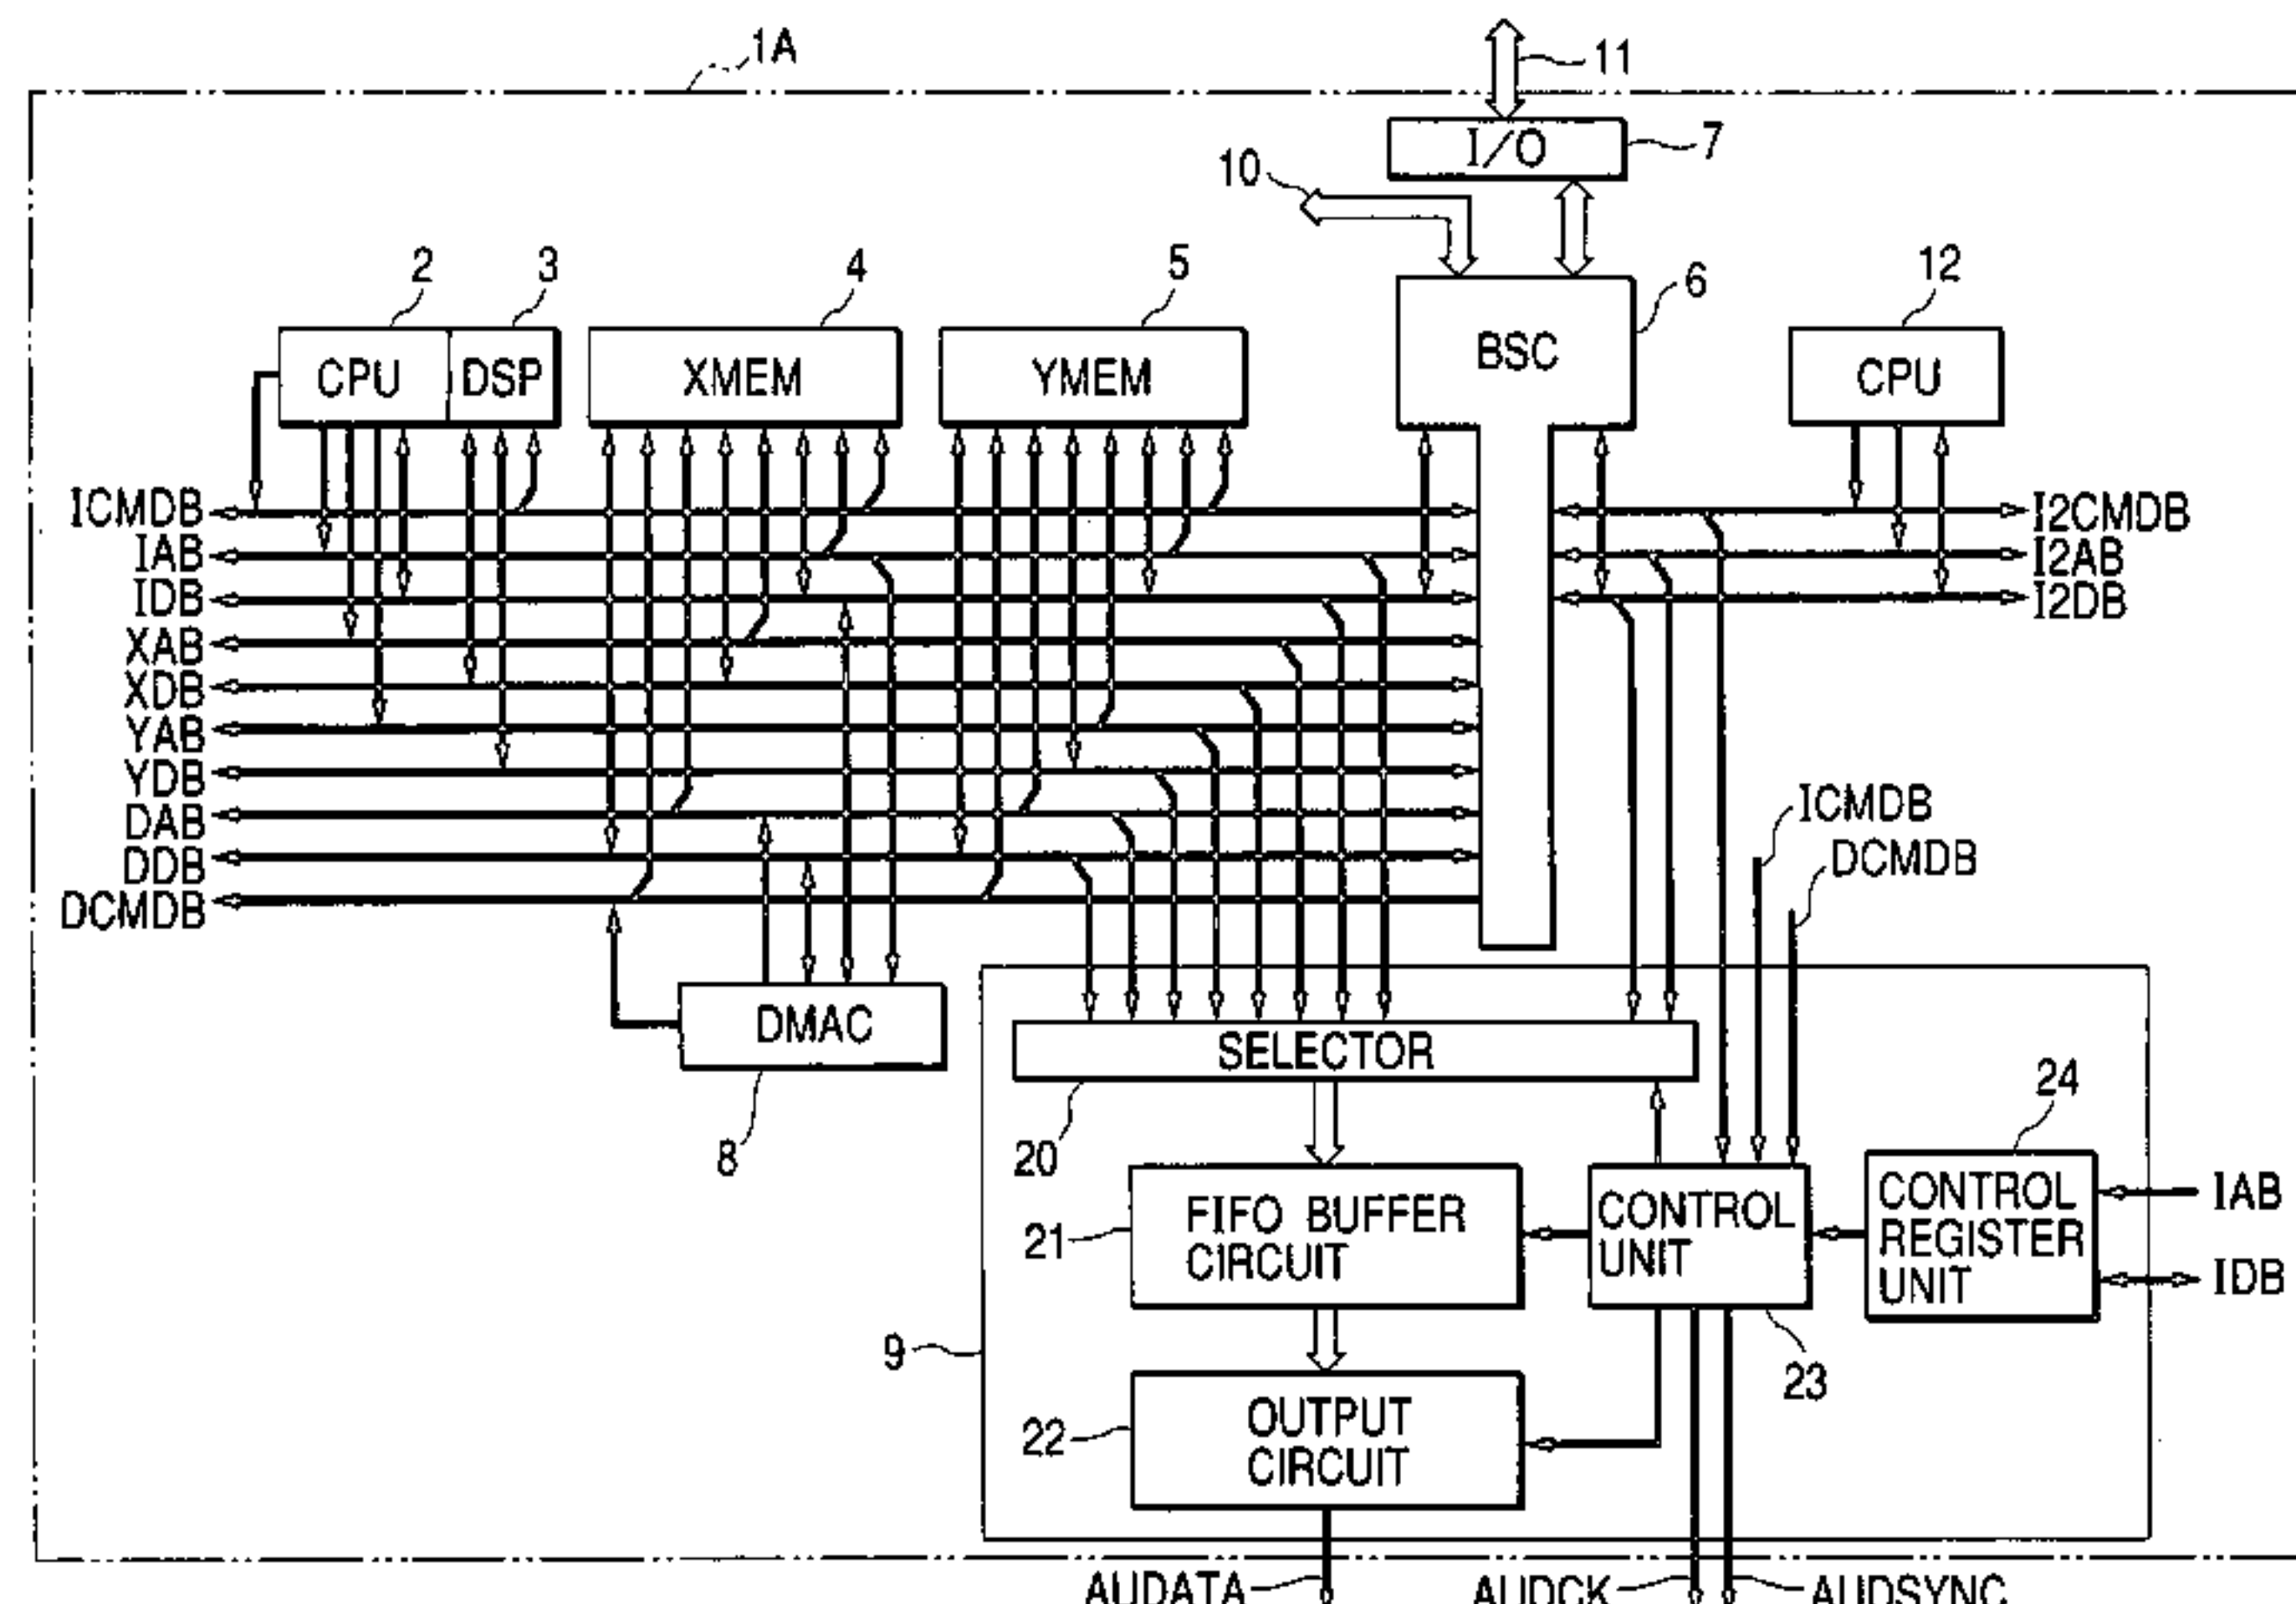 1A
11
I/O
7
10
2
3
4
5
6
12
CPU
DSP
XMEM
YMEM
BSC
CPU
ICMDB
I2CMDB
IAB
I2AB
IDB
I2DB
XAB
XDB
YAB
YDB
DAB
ICMDB
DDB
DCMDB
DCMDB
DMAC
SELECTOR
8
20
24
FIFO BUFFER
CIRCUIT
21
CONTROL
UNIT
CONTROL
REGISTER
UNIT
IAB
IDB
9
23
22
OUTPUT
CIRCUIT
AUDATA
AUDCK
AUDSYNC